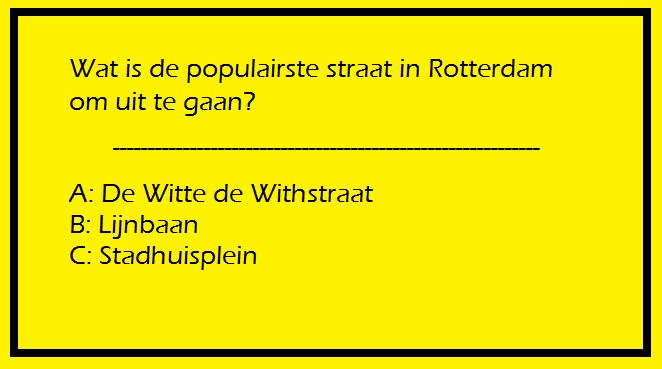 Wat is de populairste straat in Rotterdam
om uit te gaan?
A: De Witte de Withstraat
B: Lijnbaan
C: Stadhuisplein